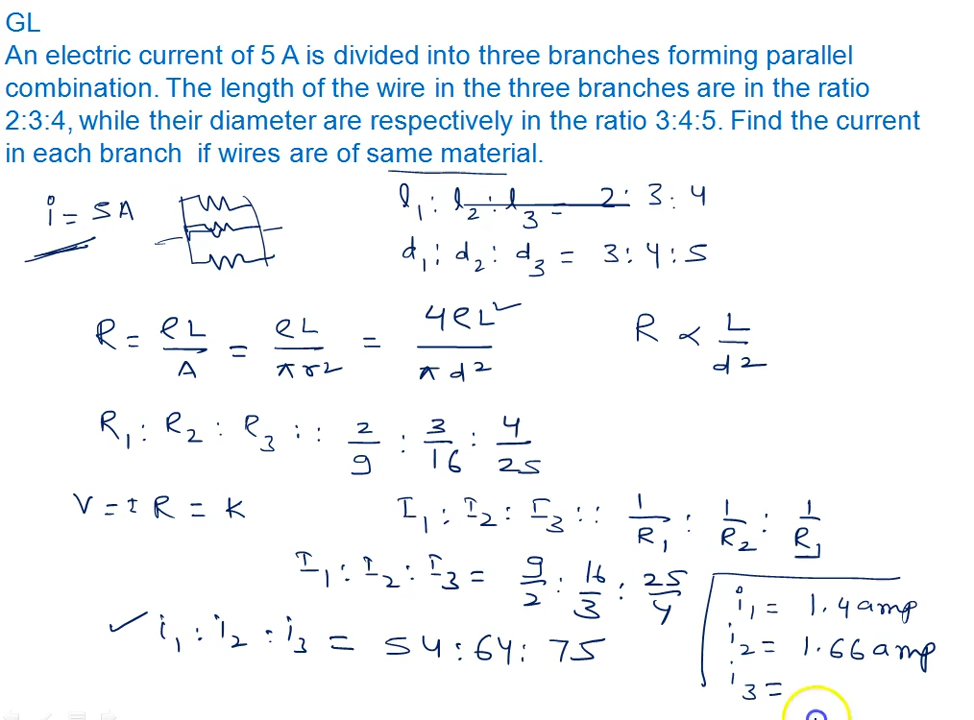 GL
An electric current of 5 A is divided into three branches forming parallel
combination. The length of the wire in the three branches are in the ratio
2:3:4, while their diameter are respectively in the ratio 3:4:5. Find the current
in each branch if wires are of same material.
i = 5A
l₁ : l₂ : l₃ = 2 : 3 : 4
d₁ : d₂ : d₃ = 3 : 4 : 5
R = ρL/A = ρL/πr² = 4ρL/πd² R ∝ L/d²
R₁ : R₂ : R₃ :: 2/9 : 3/16 : 4/25
V = IR = K I₁ : I₂ : I₃ :: 1/R₁ : 1/R₂ : 1/R₃
I₁ : I₂ : I₃ = 9/2 : 16/3 : 25/4
✓ i₁ : i₂ : i₃ = 54 : 64 : 75
i₁ = 1.4 amp
i₂ = 1.66 amp
i₃ =